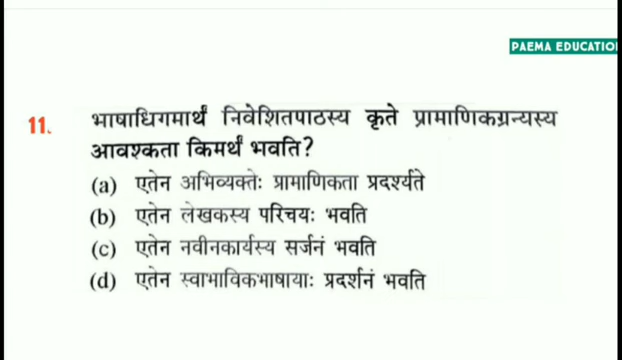 PAEMA EDUCATIO
11. भाषाधिगमार्थं निवेशितपाठस्य कृते प्रामाणिकग्रन्यस्य
आवश्कता किमर्थं भवति?
(a) एतेन अभिव्यक्तेः प्रामाणिकता प्रदर्श्यते
(b) एतेन लेखकस्य परिचयः भवति
(c) एतेन नवीनकार्यस्य सर्जनं भवति
(d) एतेन स्वाभाविकभाषायाः प्रदर्शनं भवति